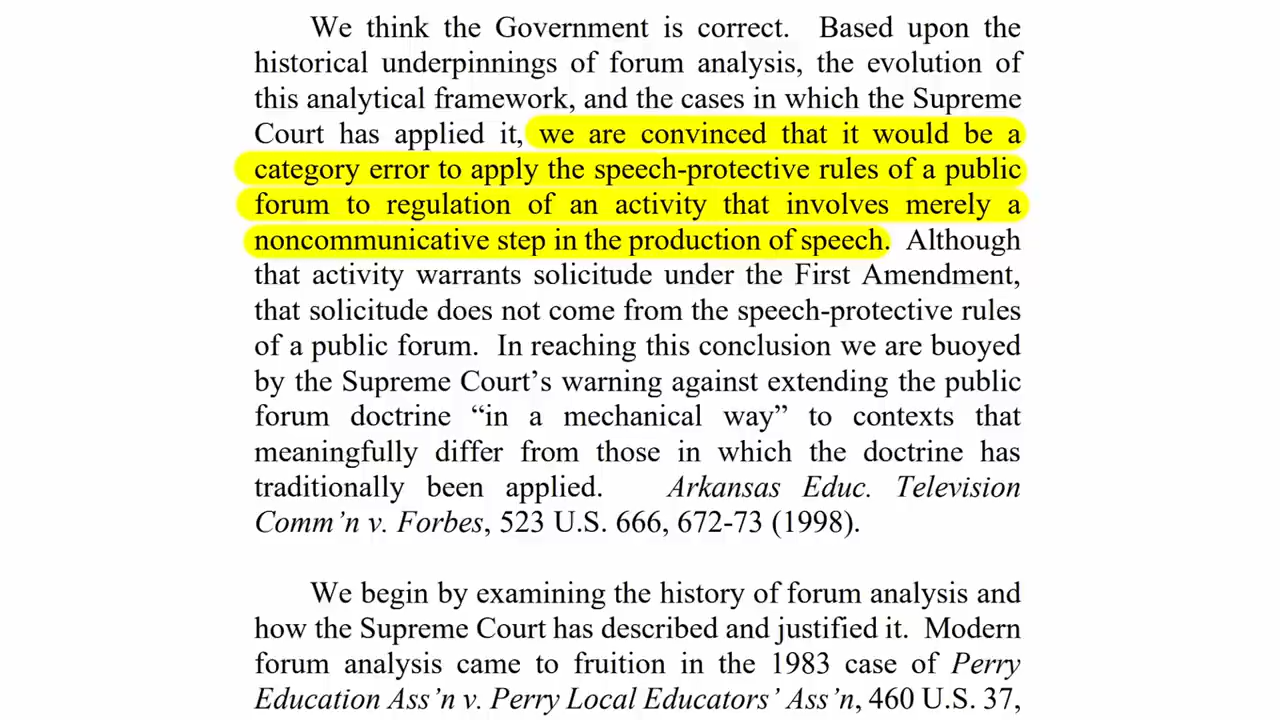 We think the Government is correct. Based upon the
historical underpinnings of forum analysis, the evolution of
this analytical framework, and the cases in which the Supreme
Court has applied it, we are convinced that it would be a
category error to apply the speech-protective rules of a public
forum to regulation of an activity that involves merely a
noncommunicative step in the production of speech. Although
that activity warrants solicitude under the First Amendment,
that solicitude does not come from the speech-protective rules
of a public forum. In reaching this conclusion we are buoyed
by the Supreme Court’s warning against extending the public
forum doctrine “in a mechanical way” to contexts that
meaningfully differ from those in which the doctrine has
traditionally been applied. Arkansas Educ. Television
Comm’n v. Forbes, 523 U.S. 666, 672-73 (1998).
We begin by examining the history of forum analysis and
how the Supreme Court has described and justified it. Modern
forum analysis came to fruition in the 1983 case of Perry
Education Ass’n v. Perry Local Educators’ Ass’n, 460 U.S. 37,